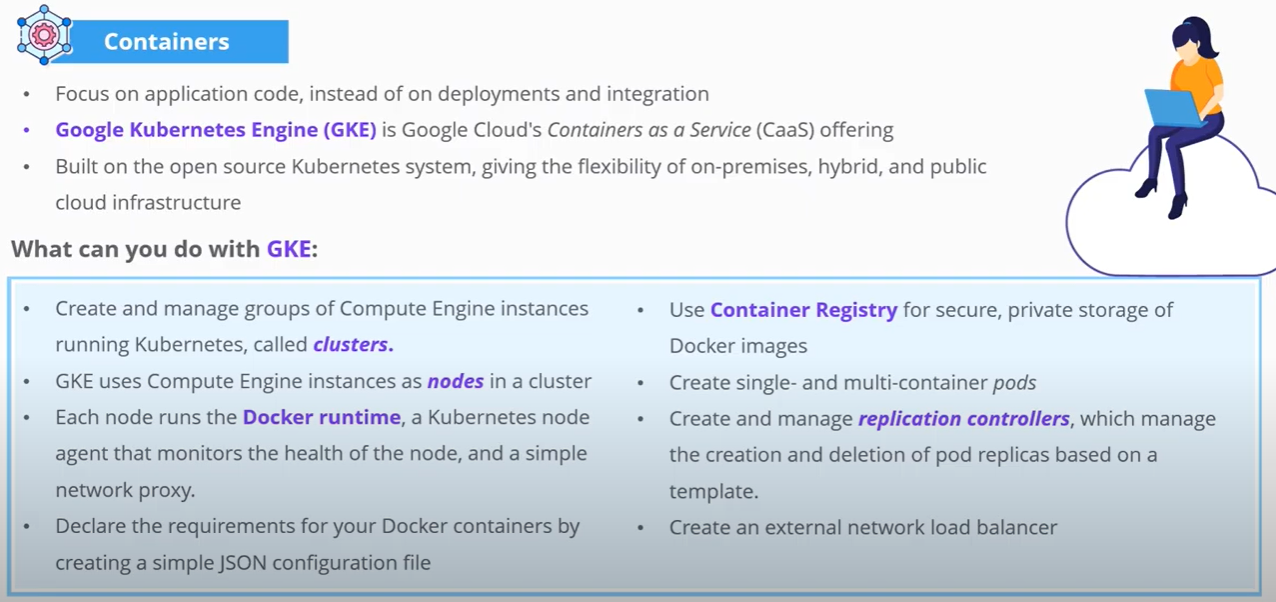 Containers
• Focus on application code, instead of on deployments and integration
• Google Kubernetes Engine (GKE) is Google Cloud's Containers as a Service (CaaS) offering
• Built on the open source Kubernetes system, giving the flexibility of on-premises, hybrid, and public
cloud infrastructure
What can you do with GKE:
• Create and manage groups of Compute Engine instances
running Kubernetes, called clusters.
• GKE uses Compute Engine instances as nodes in a cluster
• Each node runs the Docker runtime, a Kubernetes node
agent that monitors the health of the node, and a simple
network proxy.
• Declare the requirements for your Docker containers by
creating a simple JSON configuration file
• Use Container Registry for secure, private storage of
Docker images
• Create single- and multi-container pods
• Create and manage replication controllers, which manage
the creation and deletion of pod replicas based on a
template.
• Create an external network load balancer